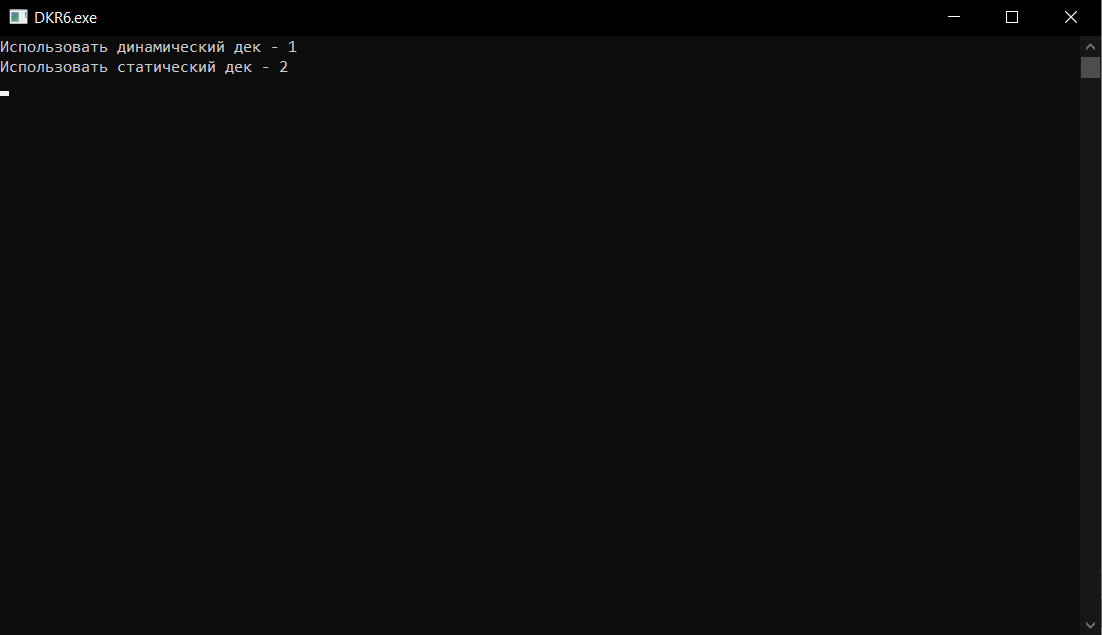 DKR6.exe
Использовать динамический дек - 1
Использовать статический дек - 2